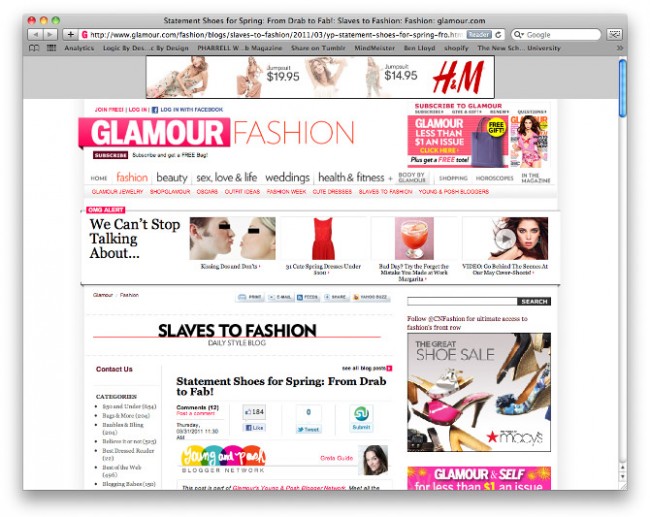 Statement Shoes for Spring: From Drab to Fab!: Slaves to Fashion: Fashion: glamour.com
http://www.glamour.com/fashion/blogs/slaves-to-fashion/2011/03/yp-statement-shoes-for-spring-fro.htm
Reader
Google
Analytics Logic By Des...c By Design PHARRELL W...b Magazine Share on Tumblr MindMeister Ben Lloyd shopify The New Sch... University
Jumpsuit
$19.95
Jumpsuit
$14.95
H&M
JOIN FREE! | LOG IN | LOG IN WITH FACEBOOK
GLAMOUR FASHION
SUBSCRIBE Subscribe and get a FREE Bag!
SUBSCRIBE TO GLAMOUR
GLAMOUR
LESS THAN
$1 AN ISSUE
CLICK HERE
FREE GIFT!
Plus get a FREE tote!
HOME fashion beauty sex, love & life weddings health & fitness + BODY BY GLAMOUR SHOPPING HOROSCOPES IN THE MAGAZINE
GLAMOUR JEWELRY SHOPGLAMOUR OSCARS OUTFIT IDEAS FASHION WEEK CUTE DRESSES SLAVES TO FASHION YOUNG & POSH BLOGGERS
OMG ALERT
We Can't Stop
Talking
About...
Kissing Dos and Don'ts
31 Cute Spring Dresses Under $100
Bad Day? Try the Forget the Mistake You Made at Work Margarita
VIDEO: Go Behind The Scenes At Our May Cover-Shoots!
Glamour Fashion
PRINT E-MAIL SHARE YAHOO BUZZ
SEARCH
SLAVES TO FASHION
DAILY STYLE BLOG
Follow @CNFashion for ultimate access to
fashion's front row
THE GREAT
SHOE SALE
macy's
Contact Us
see all blog posts
Statement Shoes for Spring: From Drab
to Fab!
CATEGORIES
$50 and Under (694)
Bags & More (204)
Baubles & Bling
(204)
Believe it or not (525)
Best Dressed Reader
Best of the Web
(196)
Blogging Babes (291)
Comments (12)
Post a comment
Thursday,
03/31/2011 11:30
AM
184
Like
0
Tweet
Submit
Young and Posh
BLOGGER NETWORK
Greta Guide
This post is part of Glamour's Young & Posh Blogger Network. Meet all the
GLAMOUR & SELF
for less than $1 an issue